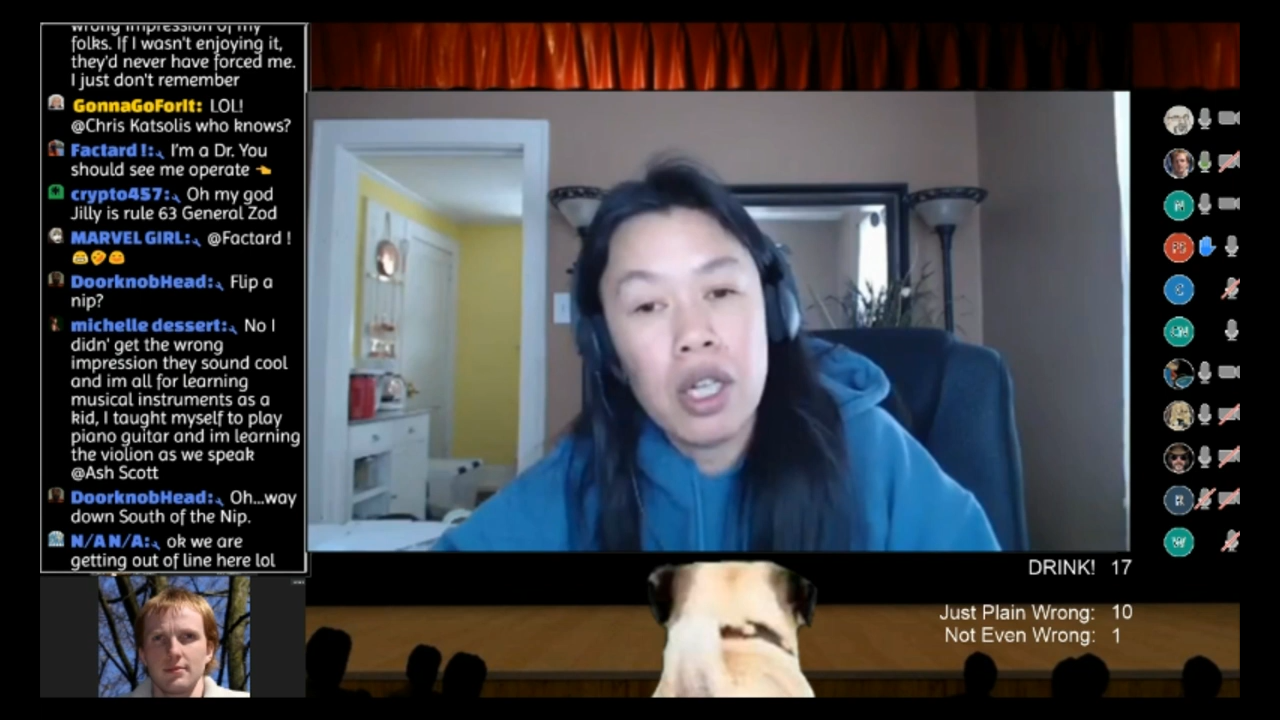 wrong impression of my
folks. If I wasn't enjoying it,
they'd never have forced me.
I just don't remember
GonnaGoForIt: LOL!
@Chris Katsolis who knows?
Factard !: I'm a Dr. You
should see me operate 👈
crypto457: Oh my god
Jilly is rule 63 General Zod
MARVEL GIRL: @Factard !
DoorknobHead: Flip a
nip?
michelle dessert: No I
didn' get the wrong
impression they sound cool
and im all for learning
musical instruments as a
kid, I taught myself to play
piano guitar and im learning
the violion as we speak
@Ash Scott
DoorknobHead: Oh...way
down South of the Nip.
N/A N/A: ok we are
getting out of line here lol
DRINK! 17
Just Plain Wrong: 10
Not Even Wrong: 1